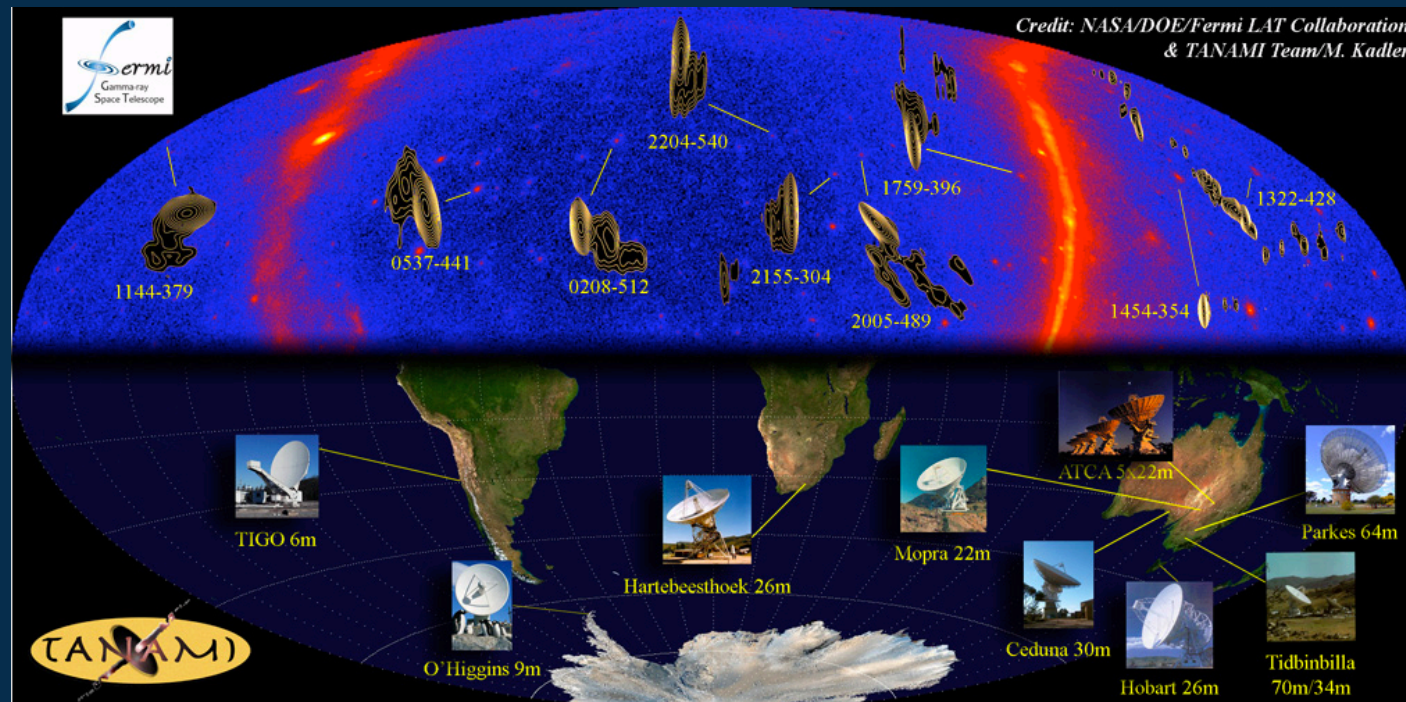 Credit: NASA/DOE/Fermi LAT Collaboration
& TANAMI Team/M. Kadler
Fermi
Gamma-ray
Space Telescope
2204-540
1759-396
1322-428
0537-441
0208-512
2155-304
1144-379
2005-489
1454-354
ATCA 5x22m
TIGO 6m
Parkes 64m
Mopra 22m
Hartebeesthoek 26m
Ceduna 30m
O'Higgins 9m
Hobart 26m
Tidbinbilla
70m/34m
TANAMI